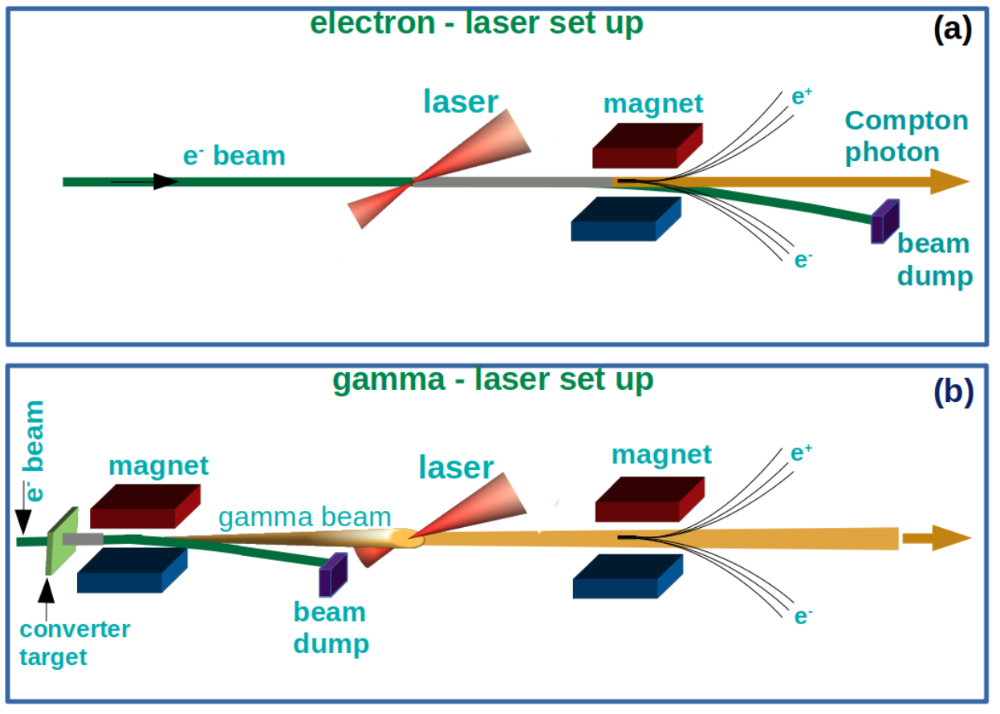 electron - laser set up
(a)
laser
magnet
e⁺
Compton
photon
e⁻ beam
e⁻
beam
dump
gamma - laser set up
(b)
e⁻ beam
magnet
laser
magnet
e⁺
gamma beam
converter
target
beam
dump
e⁻